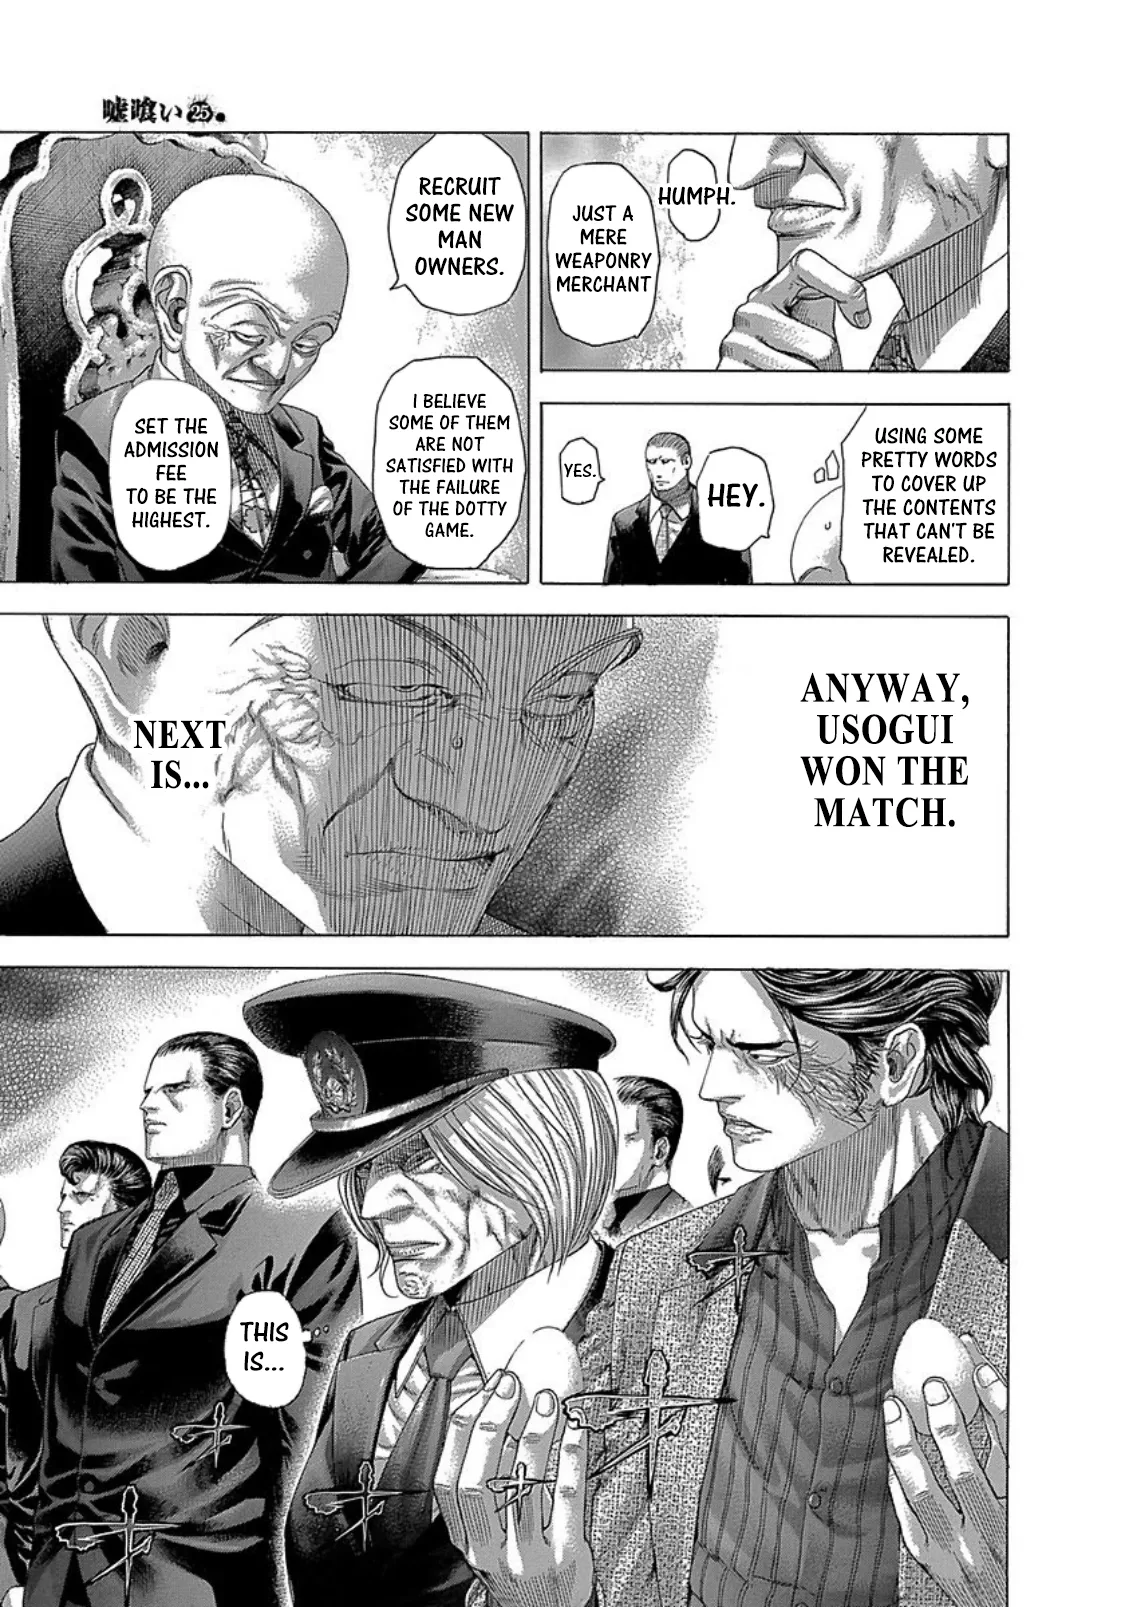 嘘喰い 25
HUMPH.
JUST A
MERE
WEAPONRY
MERCHANT
USING SOME
PRETTY WORDS
TO COVER UP
THE CONTENTS
THAT CAN'T BE
REVEALED.
HEY.
YES.
RECRUIT
SOME NEW
MAN
OWNERS.
I BELIEVE
SOME OF THEM
ARE NOT
SATISFIED WITH
THE FAILURE
OF THE DOTTY
GAME.
SET THE
ADMISSION
FEE
TO BE THE
HIGHEST.
ANYWAY,
USOGUI
WON THE
MATCH.
NEXT
IS...
THIS
IS...